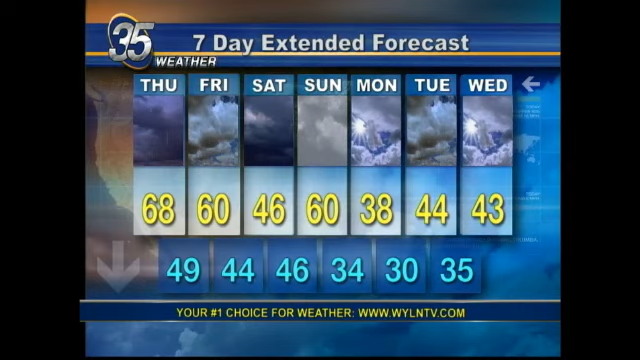 35
WEATHER
7 Day Extended Forecast
THU FRI SAT SUN MON TUE WED
68 60 46 60 38 44 43
49 44 46 34 30 35
YOUR #1 CHOICE FOR WEATHER: WWW.WYLNTV.COM